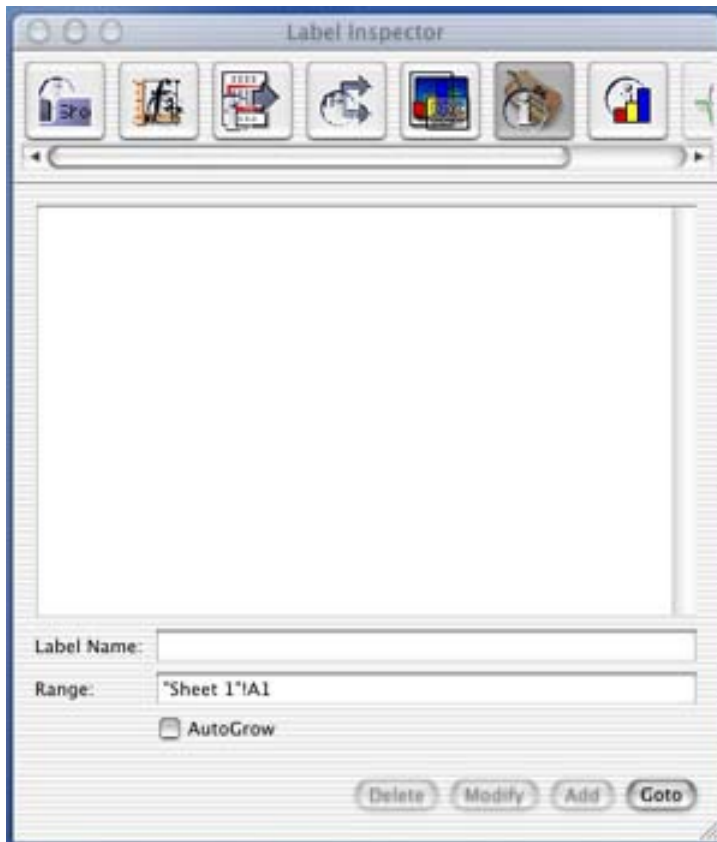 Label Inspector
Label Name:
Range: "Sheet 1"!A1
AutoGrow
Delete Modify Add Goto